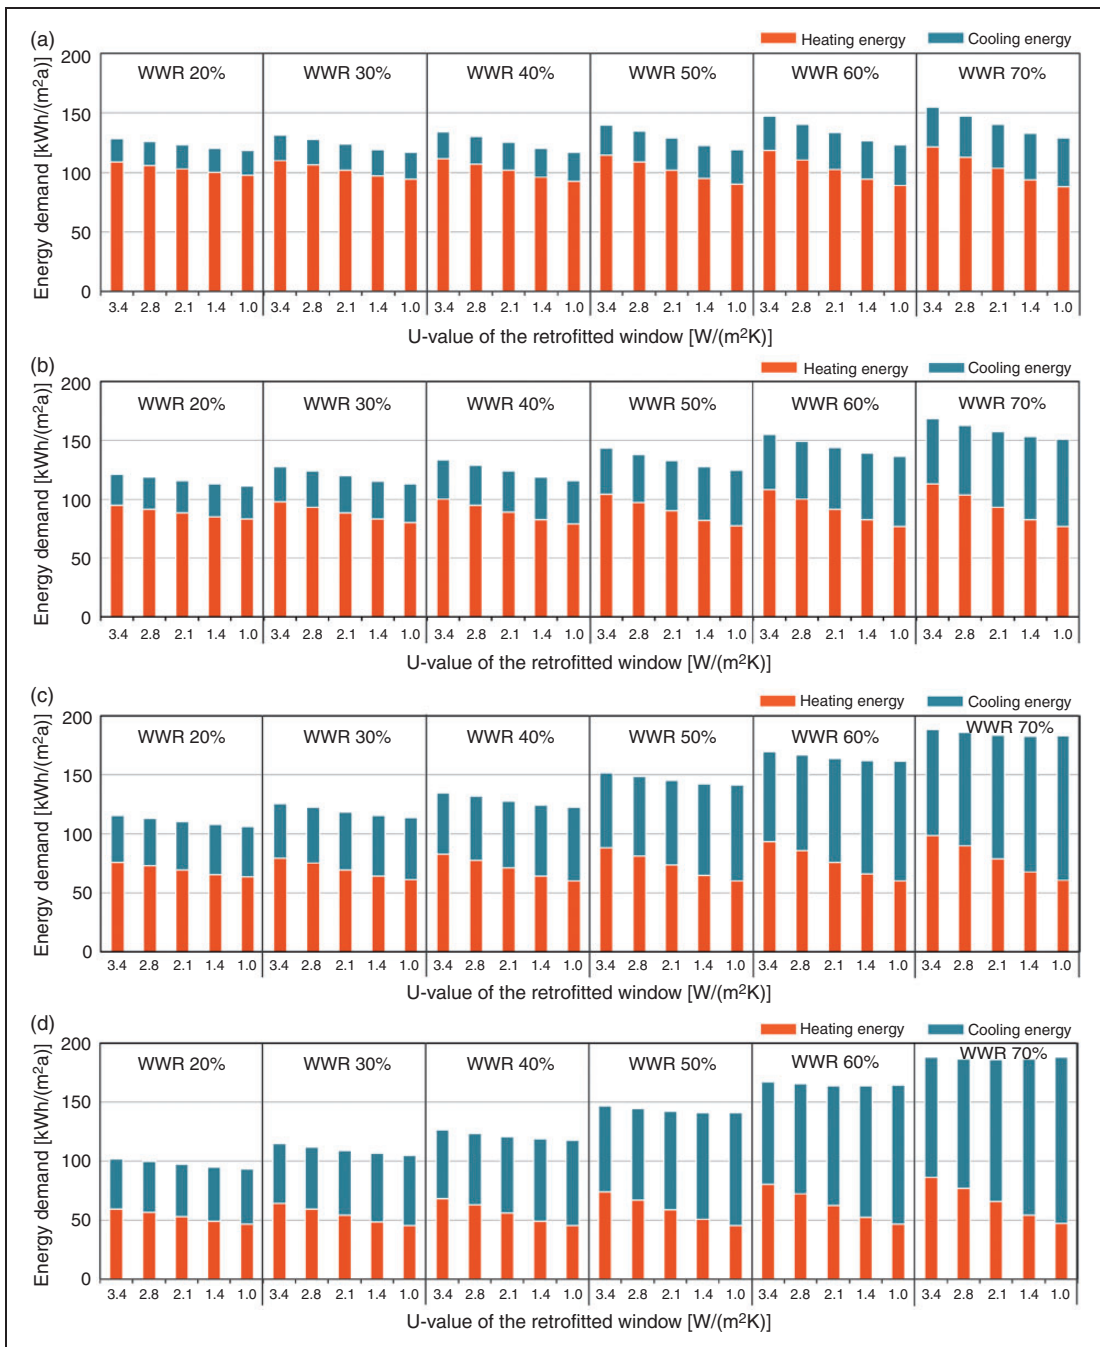 (a)
Heating energy Cooling energy
200
WWR 20% WWR 30% WWR 40% WWR 50% WWR 60% WWR 70%
150
100
50
0
Energy demand [kWh/(m²a)]
3.4 2.8 2.1 1.4 1.0 3.4 2.8 2.1 1.4 1.0 3.4 2.8 2.1 1.4 1.0 3.4 2.8 2.1 1.4 1.0 3.4 2.8 2.1 1.4 1.0 3.4 2.8 2.1 1.4 1.0
U-value of the retrofitted window [W/(m²K)]
(b)
Heating energy Cooling energy
200
WWR 20% WWR 30% WWR 40% WWR 50% WWR 60% WWR 70%
150
100
50
0
Energy demand [kWh/(m²a)]
3.4 2.8 2.1 1.4 1.0 3.4 2.8 2.1 1.4 1.0 3.4 2.8 2.1 1.4 1.0 3.4 2.8 2.1 1.4 1.0 3.4 2.8 2.1 1.4 1.0 3.4 2.8 2.1 1.4 1.0
U-value of the retrofitted window [W/(m²K)]
(c)
Heating energy Cooling energy
200
WWR 20% WWR 30% WWR 40% WWR 50% WWR 60% WWR 70%
150
100
50
0
Energy demand [kWh/(m²a)]
3.4 2.8 2.1 1.4 1.0 3.4 2.8 2.1 1.4 1.0 3.4 2.8 2.1 1.4 1.0 3.4 2.8 2.1 1.4 1.0 3.4 2.8 2.1 1.4 1.0 3.4 2.8 2.1 1.4 1.0
U-value of the retrofitted window [W/(m²K)]
(d)
Heating energy Cooling energy
200
WWR 20% WWR 30% WWR 40% WWR 50% WWR 60% WWR 70%
150
100
50
0
Energy demand [kWh/(m²a)]
3.4 2.8 2.1 1.4 1.0 3.4 2.8 2.1 1.4 1.0 3.4 2.8 2.1 1.4 1.0 3.4 2.8 2.1 1.4 1.0 3.4 2.8 2.1 1.4 1.0 3.4 2.8 2.1 1.4 1.0
U-value of the retrofitted window [W/(m²K)]